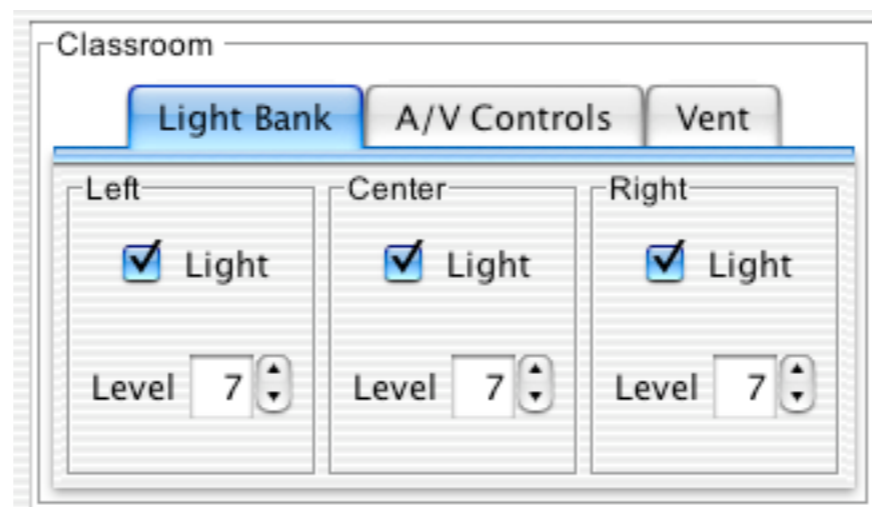 Classroom
Light Bank A/V Controls Vent
Left Center Right
Light Light Light
Level 7 Level 7 Level 7